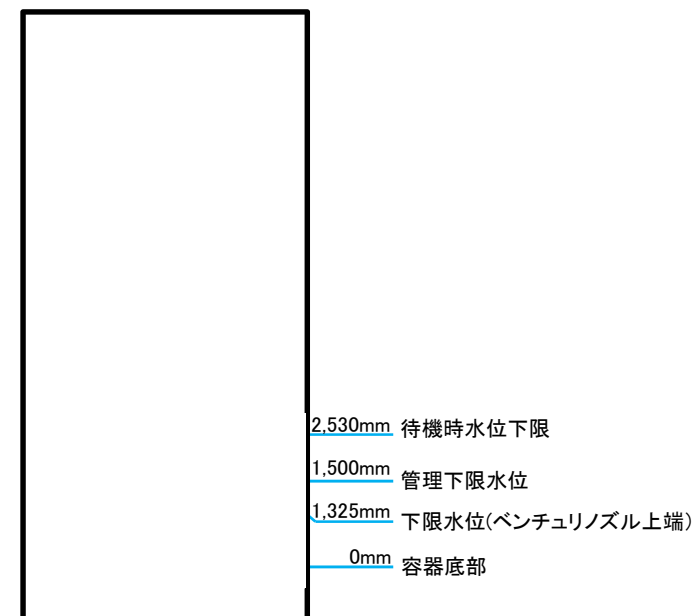 2,530mm 待機時水位下限
1,500mm 管理下限水位
1,325mm 下限水位(ベンチュリノズル上端)
0mm 容器底部